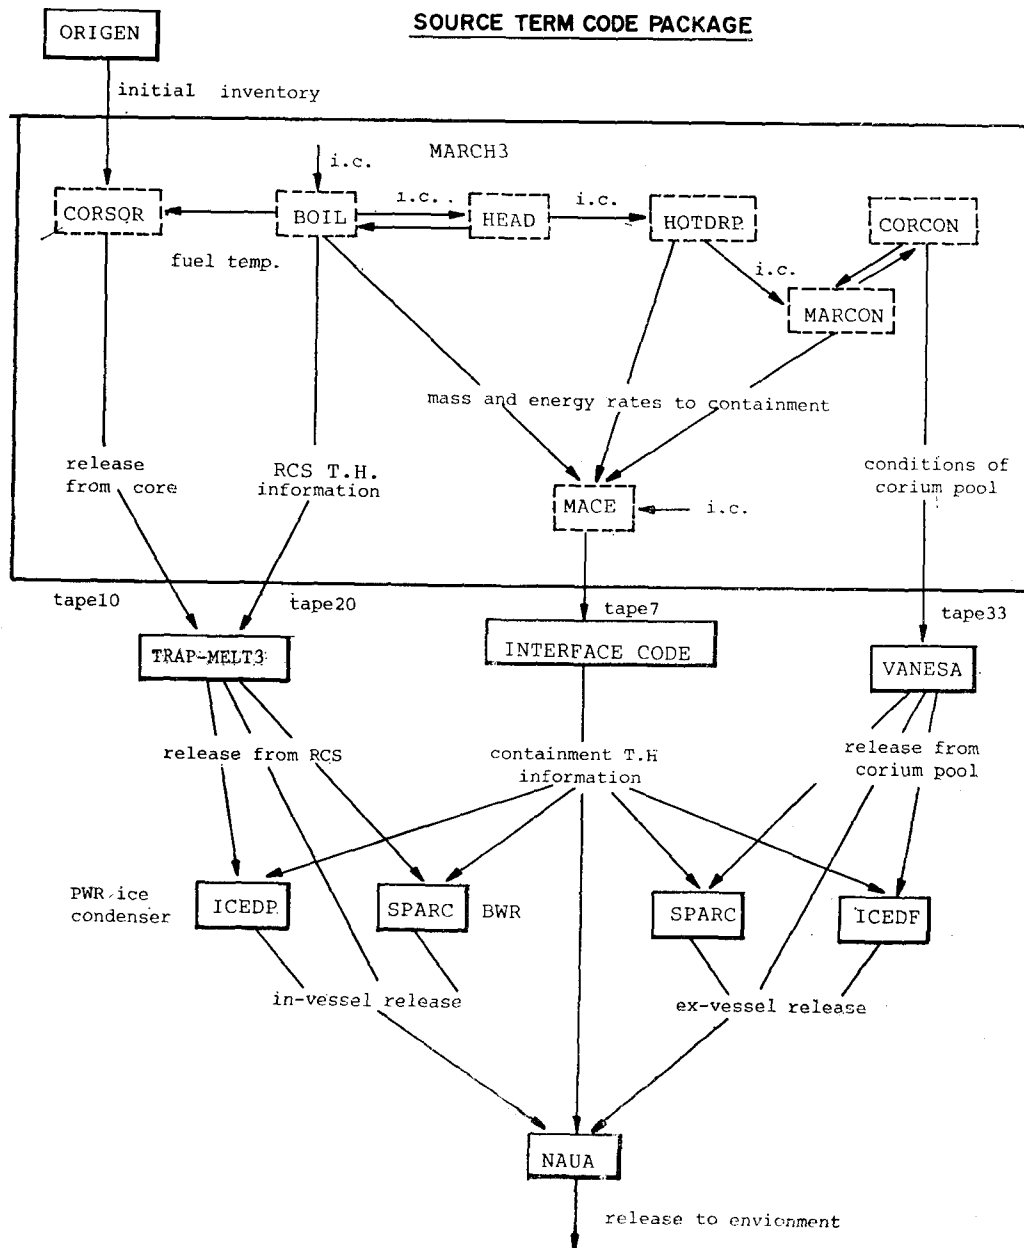 SOURCE TERM CODE PACKAGE
ORIGEN
initial inventory
MARCH3
i.c.
i.c..
i.c.
CORSOR
BOIL
HEAD
HOTDRP
CORCON
fuel temp.
i.c.
MARCON
mass and energy rates to containment
release
from core
RCS T.H.
information
conditions of
corium pool
MACE
i.c.
tape10
tape20
tape7
tape33
TRAP-MELT3
INTERFACE CODE
VANESA
release from RCS
containment T.H
information
release from
corium pool
PWR ice
condenser
ICEDP
SPARC
BWR
SPARC
ICEDF
in-vessel release
ex-vessel release
NAUA
release to envionment